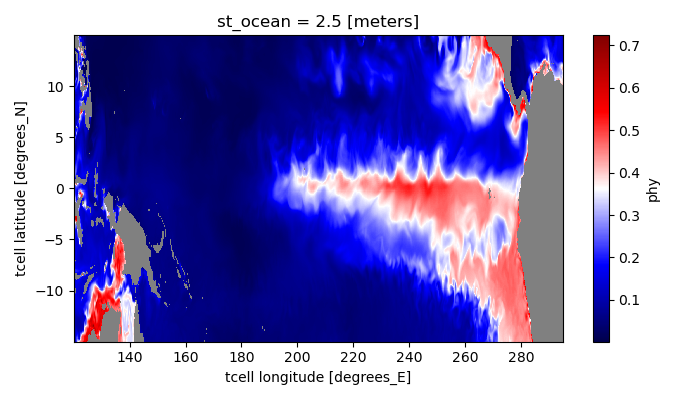 st_ocean = 2.5 [meters]
10
5
0
−5
−10
tcell latitude [degrees_N]
140 160 180 200 220 240 260 280
tcell longitude [degrees_E]
0.7
0.6
0.5
0.4
0.3
0.2
0.1
phy